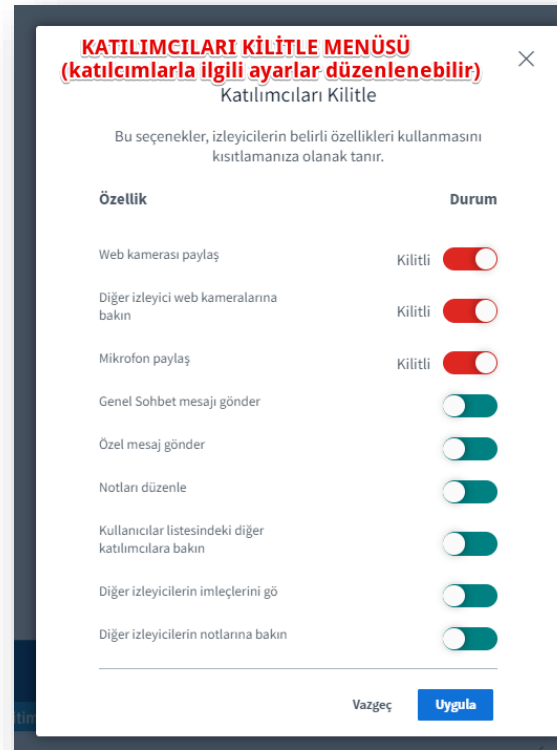 KATILIMCILARI KİLİTLE MENÜSÜ
(katılcımlarla ilgili ayarlar düzenlenebilir)
Katılımcıları Kilitle
Bu seçenekler, izleyicilerin belirli özellikleri kullanmasını
kısıtlamanıza olanak tanır.
Özellik Durum
Web kamerası paylaş Kilitli
Diğer izleyici web kameralarına
bakın Kilitli
Mikrofon paylaş Kilitli
Genel Sohbet mesajı gönder
Özel mesaj gönder
Notları düzenle
Kullanıcılar listesindeki diğer
katılımcılara bakın
Diğer izleyicilerin imleçlerini gö
Diğer izleyicilerin notlarına bakın
Vazgeç Uygula